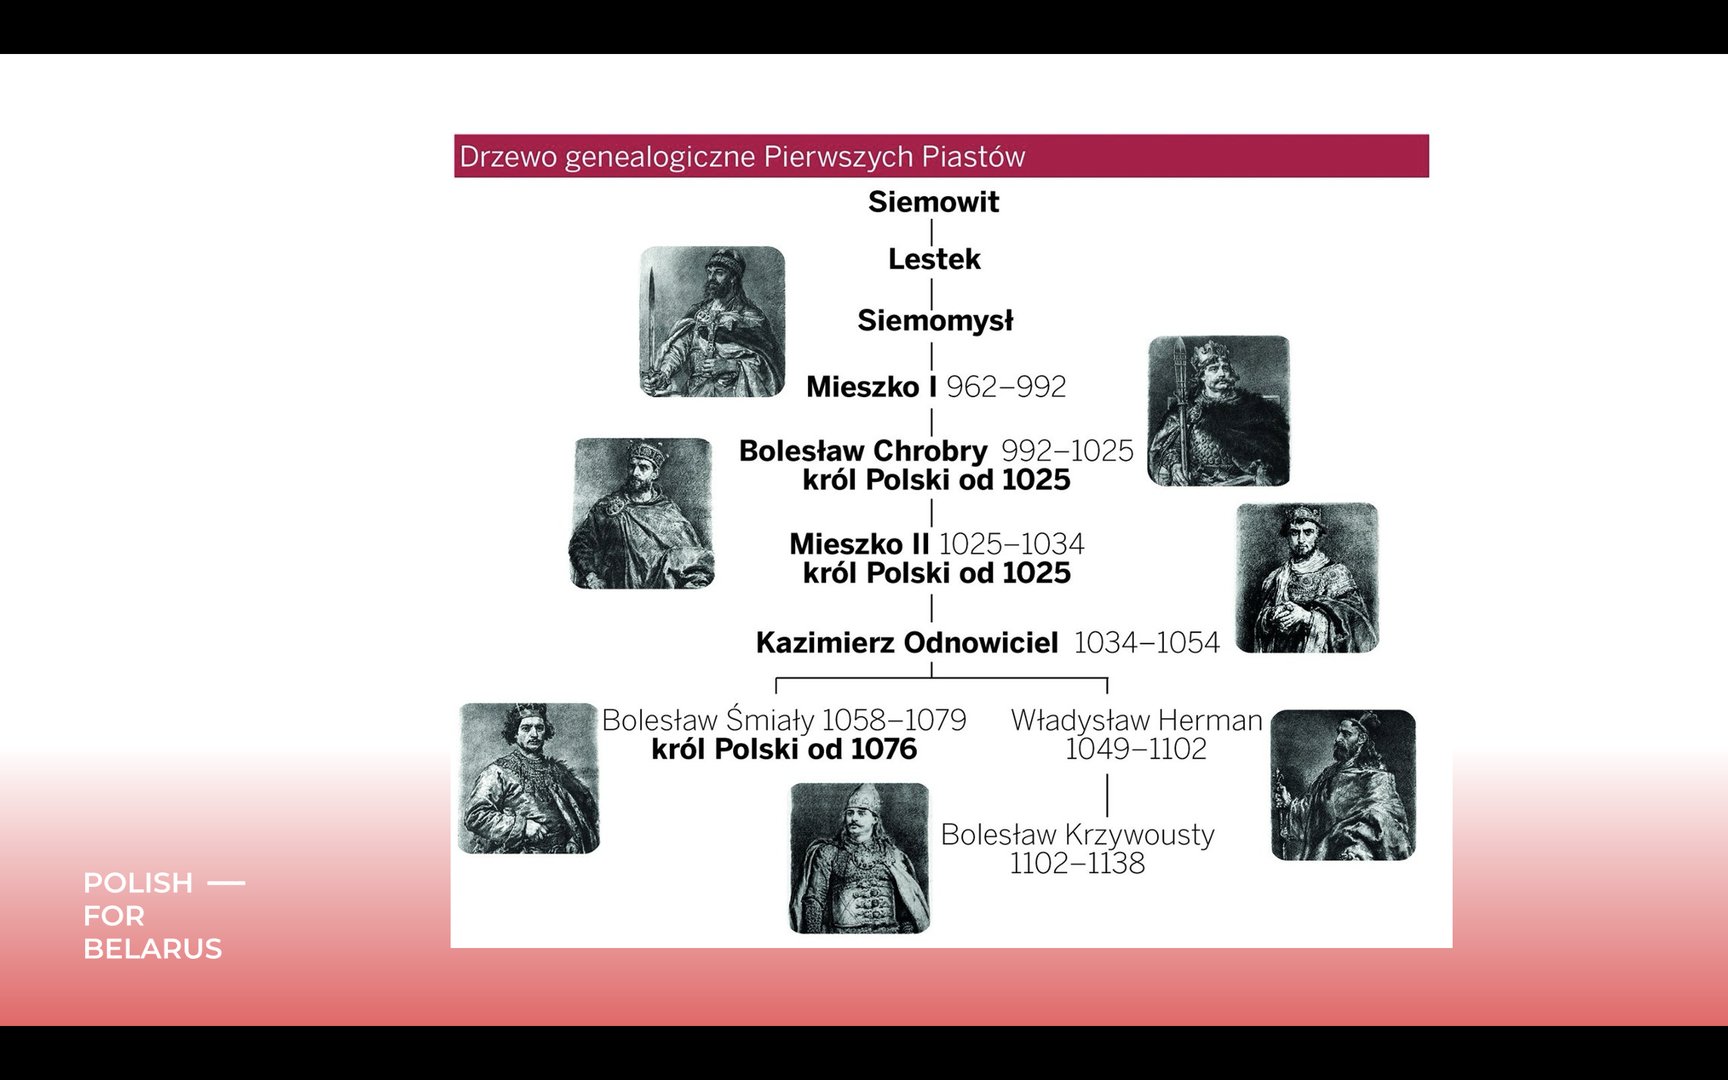 Drzewo genealogiczne Pierwszych Piastów
Siemowit
Lestek
Siemomysł
Mieszko I 962–992
Bolesław Chrobry 992–1025
król Polski od 1025
Mieszko II 1025–1034
król Polski od 1025
Kazimierz Odnowiciel 1034–1054
Bolesław Śmiały 1058–1079
król Polski od 1076
Władysław Herman
1049–1102
Bolesław Krzywousty
1102–1138
POLISH —
FOR
BELARUS